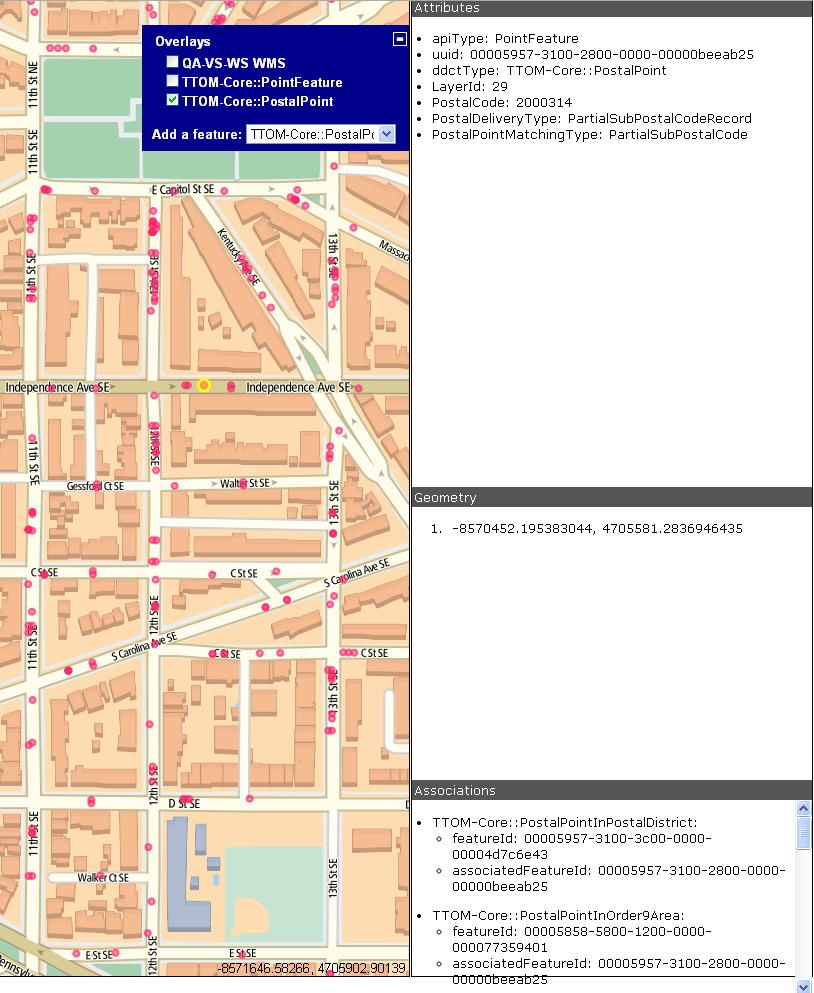 11th St NE
Overlays
QA-VS-WS WMS
TTOM-Core::PointFeature
TTOM-Core::PostalPoint
Add a feature: TTOM-Core::PostalPo
11th St SE
E Capitol St SE
Kentucky Ave SE
Massac
11th St SE
12th St SE
13th St SE
Independence Ave SE
Independence Ave SE
11th St SE
12th St SE
Gessford Ct SE
Walter St SE
13th St SE
C St SE
C St SE
S Carolina Ave SE
12th St SE
11th St SE
S Carolina Ave SE
C St SE
C St SE
13th St SE
12th St SE
D St SE
D
11th St SE
Walker Ct SE
13th St SE
12th St SE
E St SE
E St SE
Pennsylv
-8571646.58266, 4705902.90139
Attributes
apiType: PointFeature
uuid: 00005957-3100-2800-0000-00000beeab25
ddctType: TTOM-Core::PostalPoint
LayerId: 29
PostalCode: 2000314
PostalDeliveryType: PartialSubPostalCodeRecord
PostalPointMatchingType: PartialSubPostalCode
Geometry
1. -8570452.195383044, 4705581.2836946435
Associations
TTOM-Core::PostalPointInPostalDistrict:
featureId: 00005957-3100-3c00-0000-
00004d7c6e43
associatedFeatureId: 00005957-3100-2800-0000-
00000beeab25
TTOM-Core::PostalPointInOrder9Area:
featureId: 00005858-5800-1200-0000-
000077359401
associatedFeatureId: 00005957-3100-2800-0000-
00000beeab25